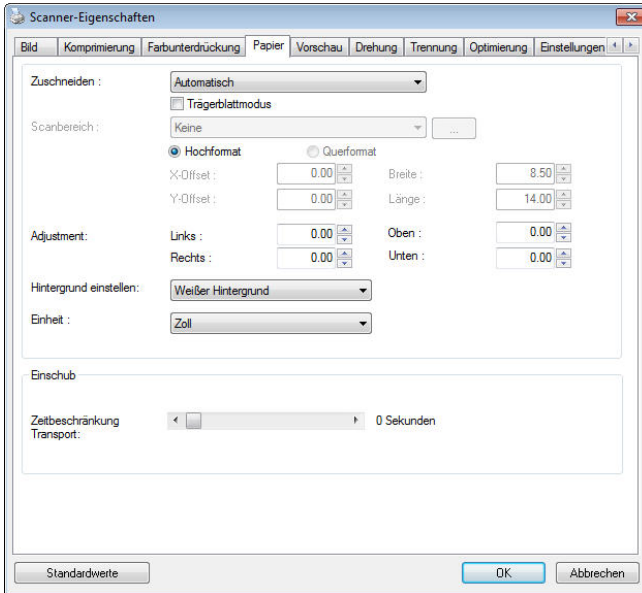 Scanner-Eigenschaften
Bild Komprimierung Farbunterdrückung Papier Vorschau Drehung Trennung Optimierung Einstellungen
Zuschneiden : Automatisch
Trägerblattmodus
Scanbereich : Keine ...
Hochformat Querformat
X-Offset : 0.00 Breite : 8.50
Y-Offset : 0.00 Länge : 14.00
Adjustment: Links : 0.00 Oben : 0.00
Rechts : 0.00 Unten : 0.00
Hintergrund einstellen: Weißer Hintergrund
Einheit : Zoll
Einschub
Zeitbeschränkung 0 Sekunden
Transport:
Standardwerte OK Abbrechen